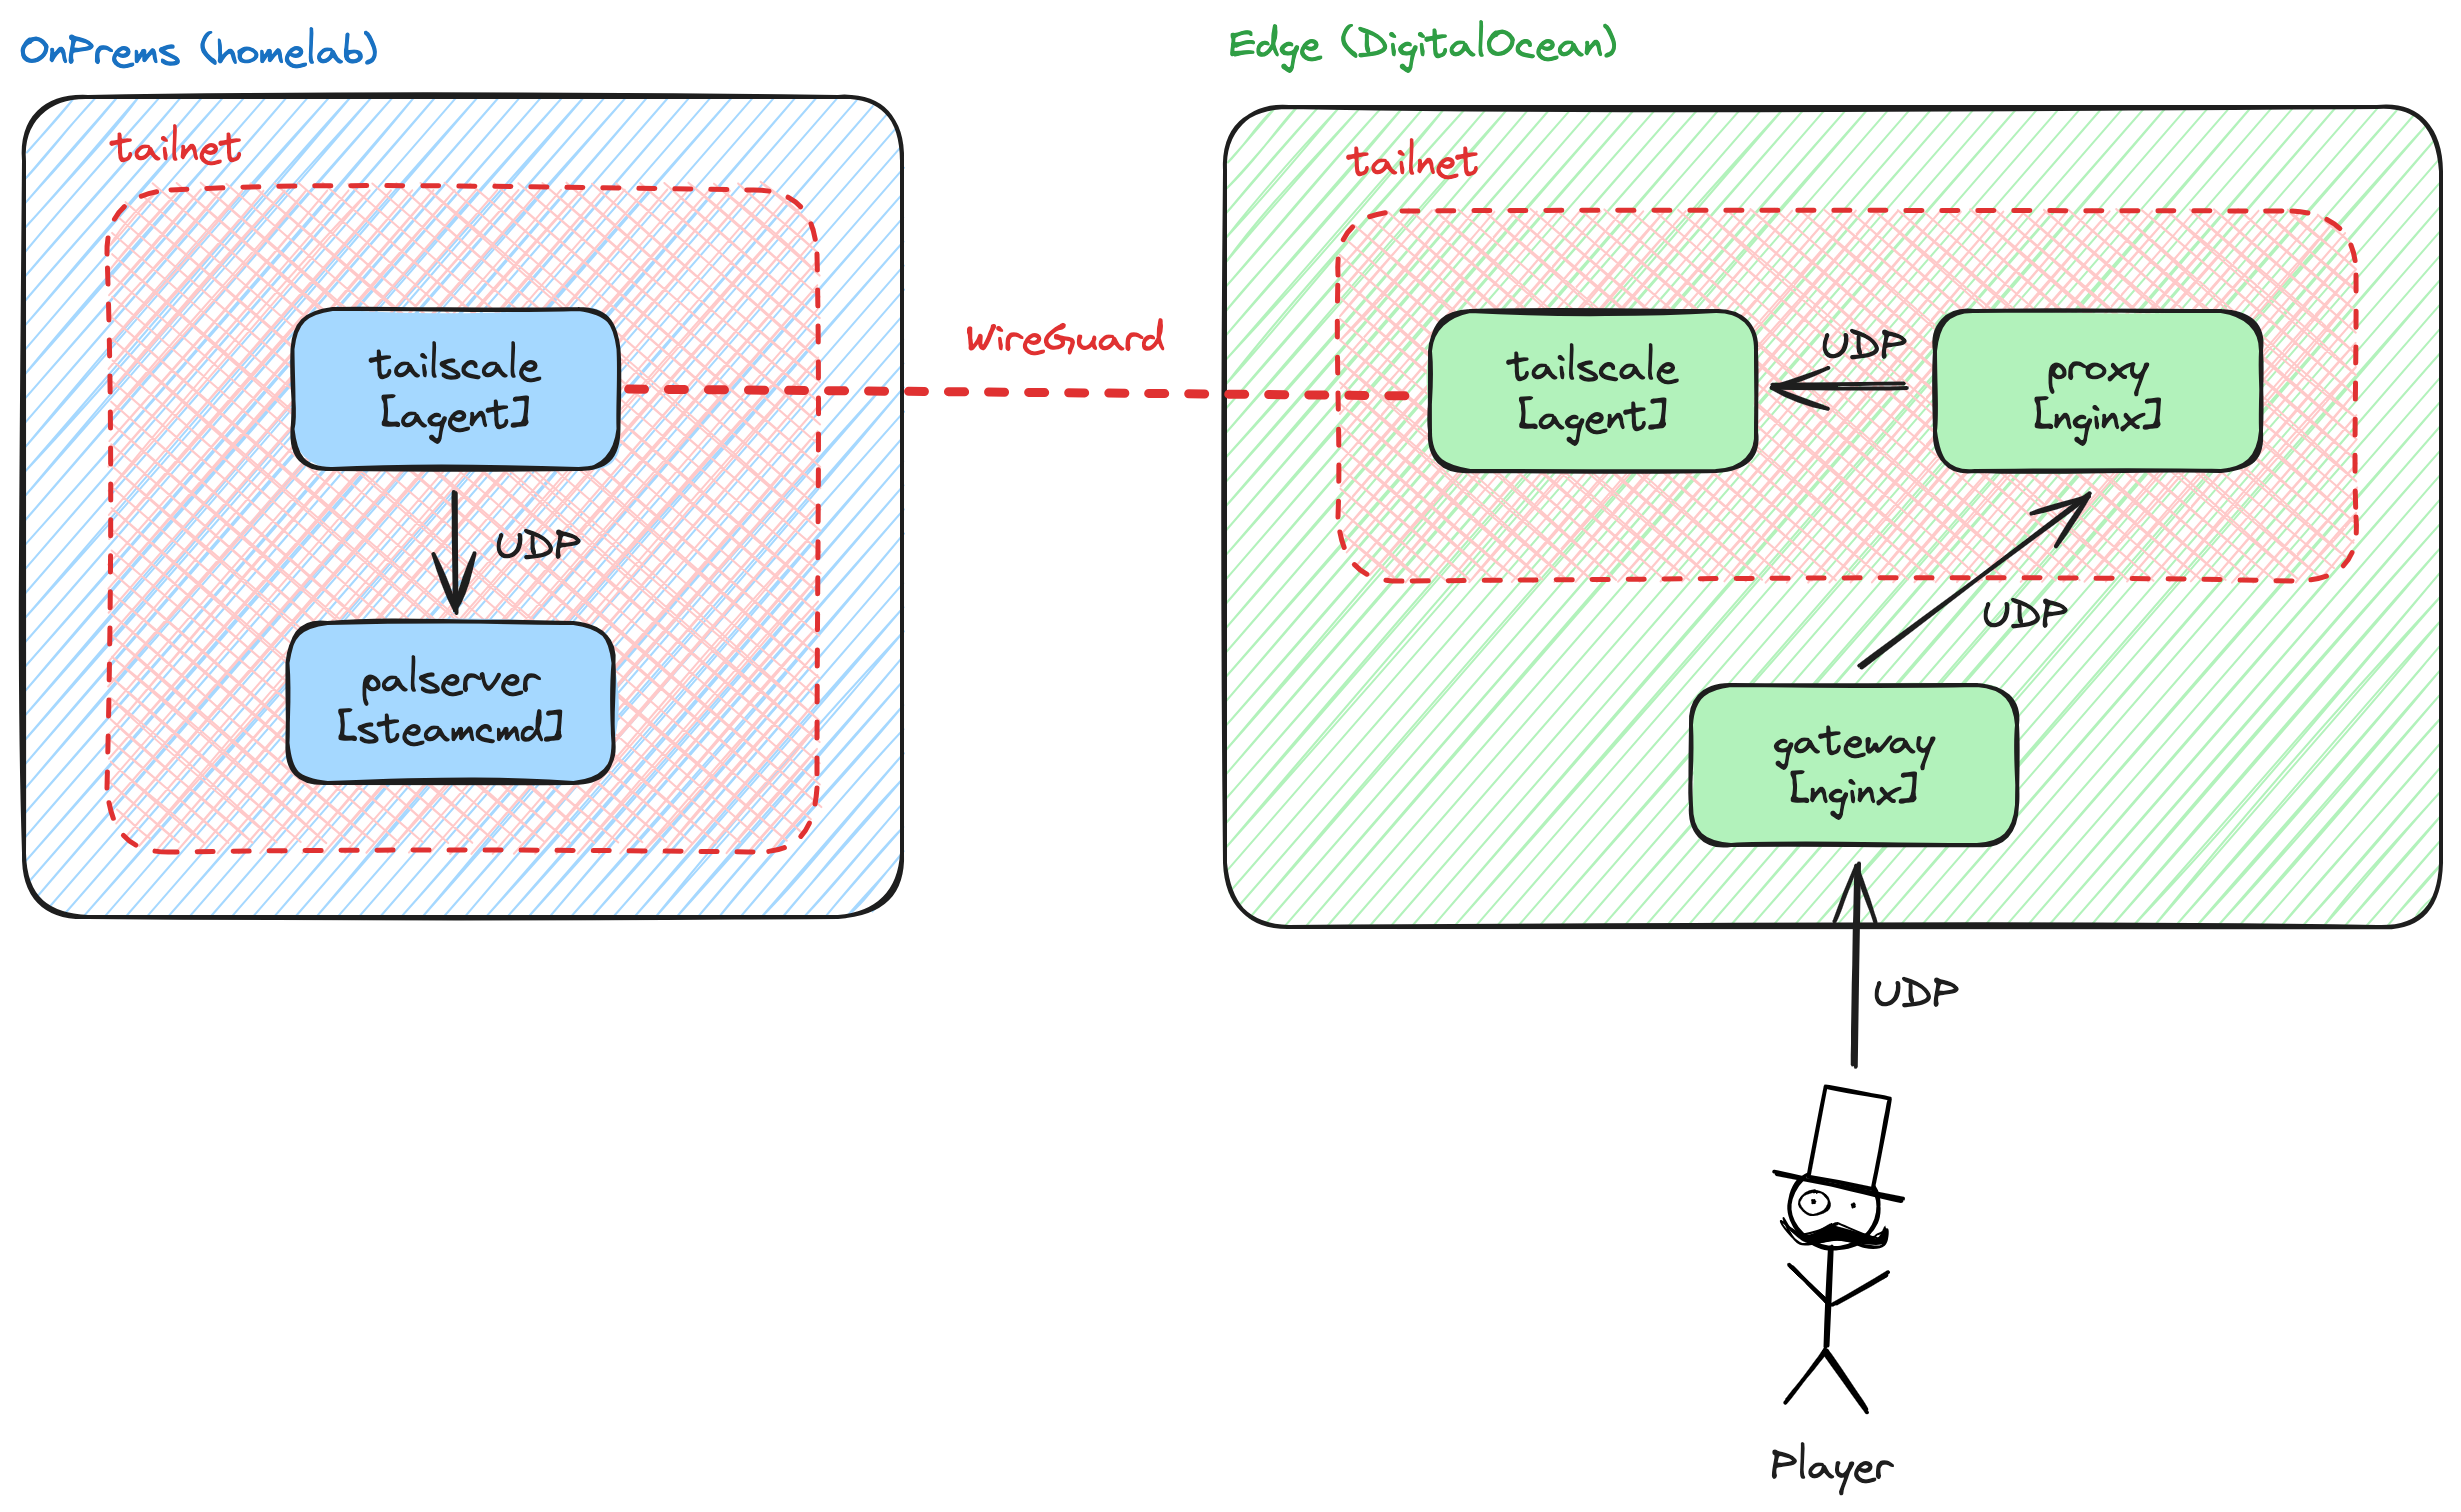 OnPrems (homelab)
tailnet
tailscale
[agent]
UDP
palserver
[steamcmd]
WireGuard
Edge (DigitalOcean)
tailnet
tailscale
[agent]
UDP
proxy
[nginx]
UDP
gateway
[nginx]
UDP
Player